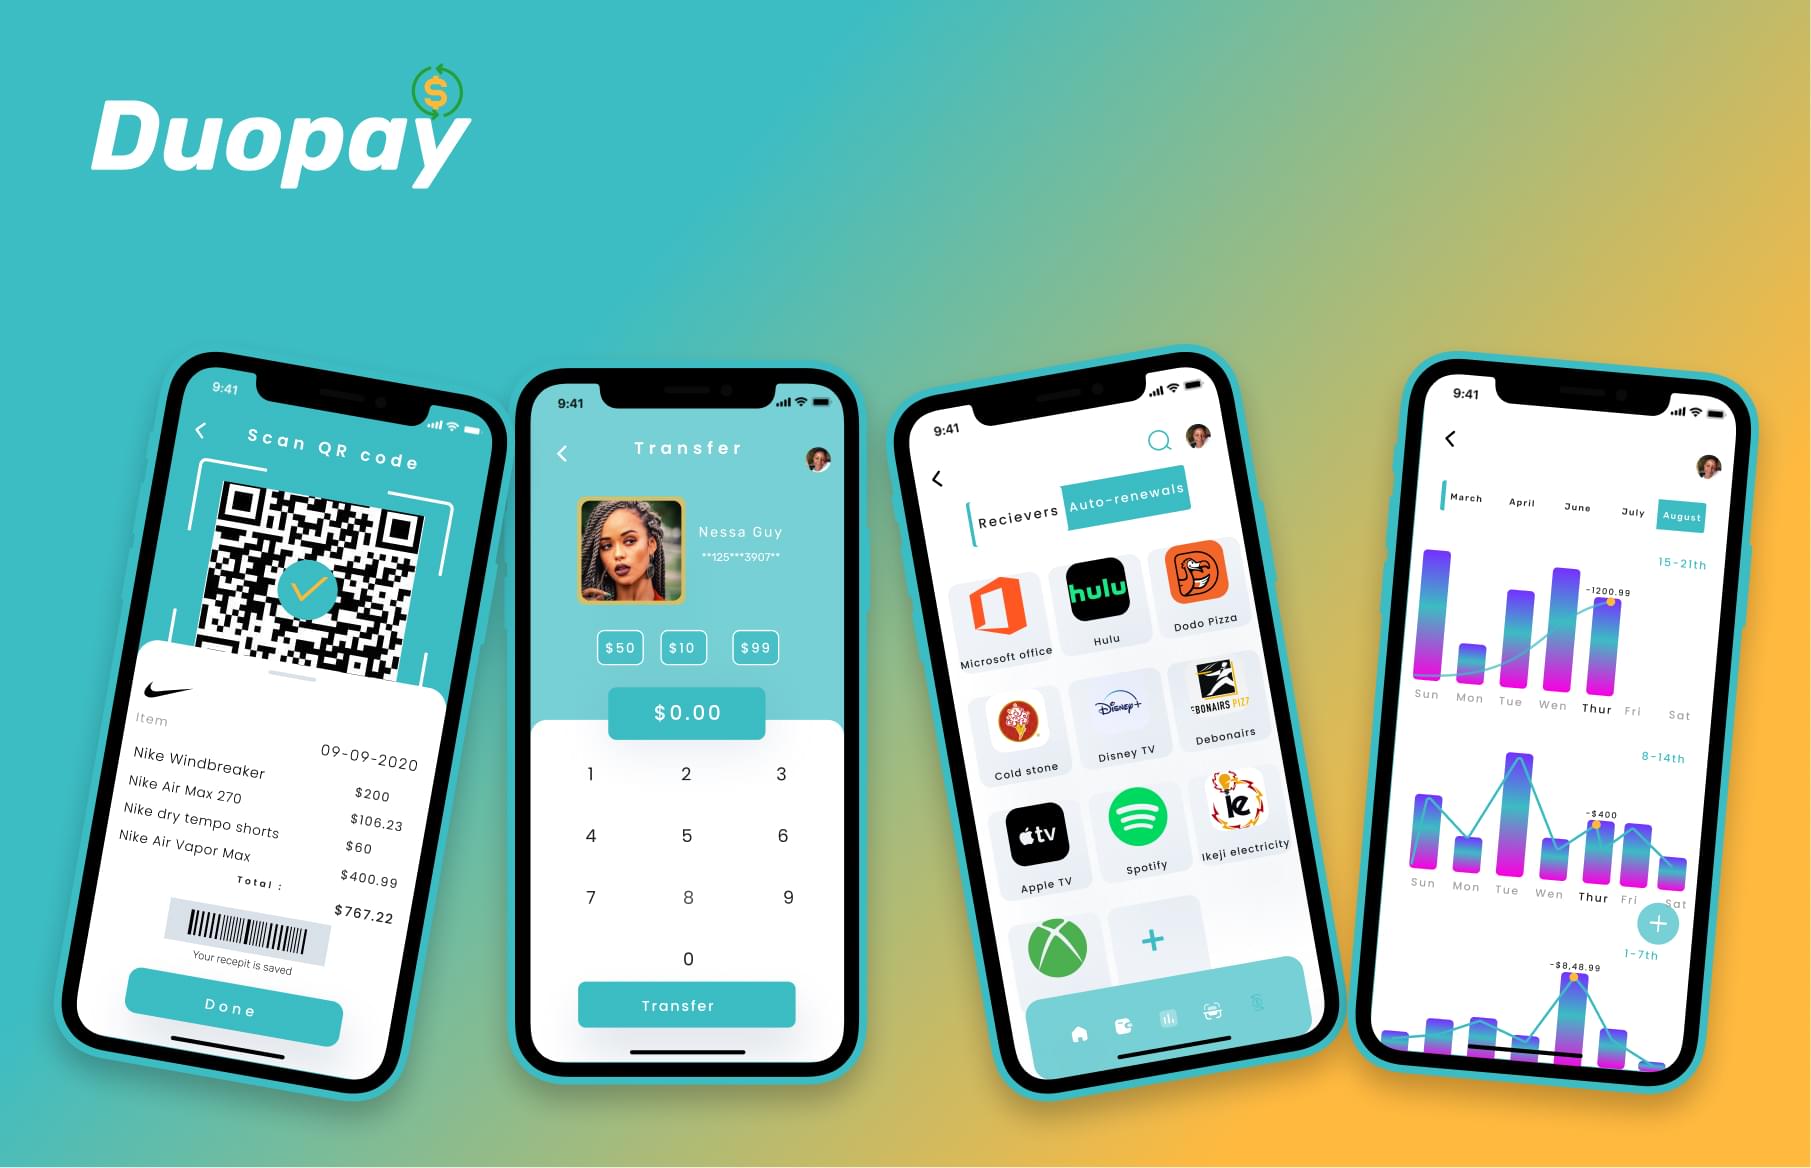 Duopay
$
9:41
Scan QR code
Item
09-09-2020
Nike Windbreaker $200
Nike Air Max 270 $106.23
Nike dry tempo shorts $60
Nike Air Vapor Max $400.99
Total : $767.22
Your recepit is saved
Done
9:41
Transfer
Nessa Guy
**125***3907**
$50 $10 $99
$0.00
1 2 3
4 5 6
7 8 9
0
Transfer
9:41
Recievers Auto-renewals
hulu
Microsoft office Hulu Dodo Pizza
Disney+
EBONAIRS PIZZ
Cold stone Disney TV Debonairs
tv
ie
Apple TV Spotify Ikeji electricity
+
9:41
March April June July August
15-21th
-1200.99
Sun Mon Tue Wen Thur Fri Sat
8-14th
-$400
Sun Mon Tue Wen Thur Fri Sat
+
1-7th
-$8,48.99